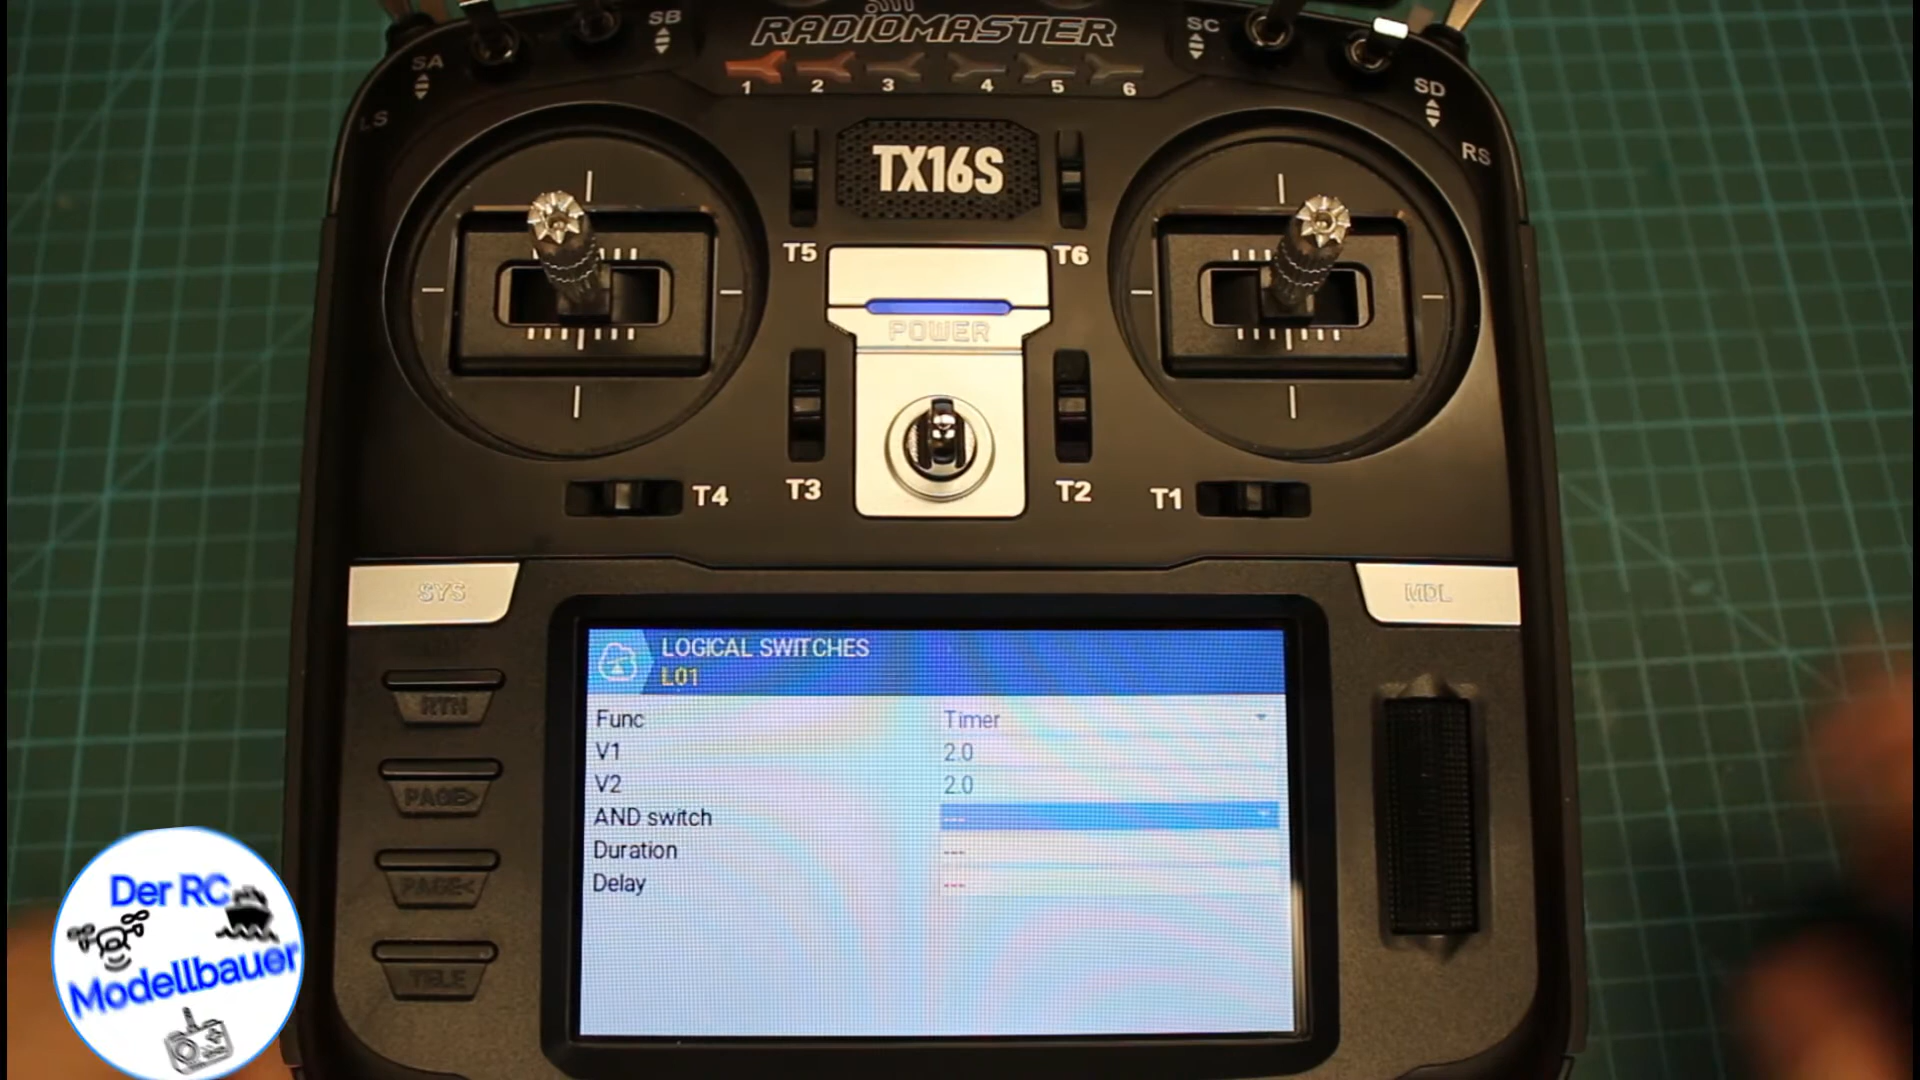 SB
RADIOMASTER
SC
SA
1 2 3 4 5 6
SD
LS
TX16S
RS
T5
T6
POWER
T4
T3
T2
T1
SYS
MDL
LOGICAL SWITCHES
L01
RTN
Func Timer
V1 2.0
V2 2.0
PAGE>
AND switch ---
Duration ---
Delay ---
PAGE<
TELE
Der RC
Modellbauer